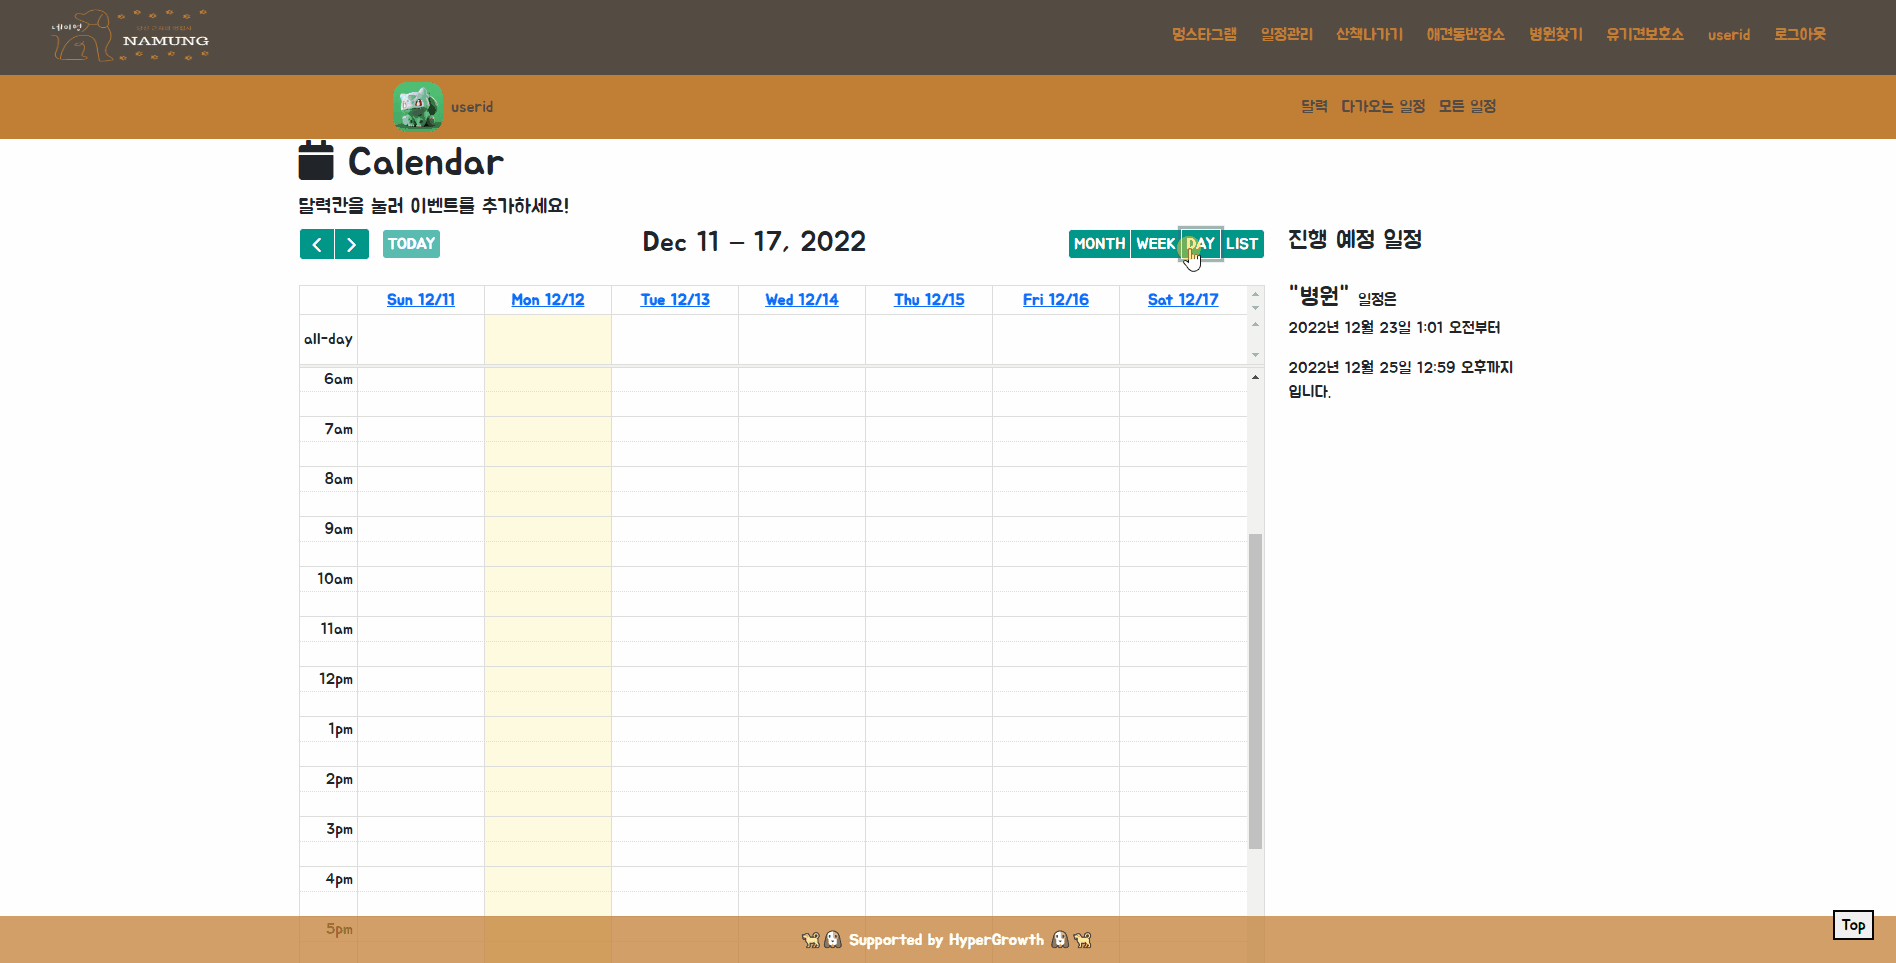 네이멍
NAMUNG
멍스타그램 일정관리 산책나가기 애견동반장소 병원찾기 유기견보호소 userid 로그아웃
userid
달력 다가오는 일정 모든 일정
Calendar
달력칸을 눌러 이벤트를 추가하세요!
TODAY
Dec 11 – 17, 2022
MONTH WEEK DAY LIST
진행 예정 일정
Sun 12/11 Mon 12/12 Tue 12/13 Wed 12/14 Thu 12/15 Fri 12/16 Sat 12/17
"병원" 일정은
2022년 12월 23일 1:01 오전부터
2022년 12월 25일 12:59 오후까지
입니다.
all-day
6am
7am
8am
9am
10am
11am
12pm
1pm
2pm
3pm
4pm
5pm
Supported by HyperGrowth
Top